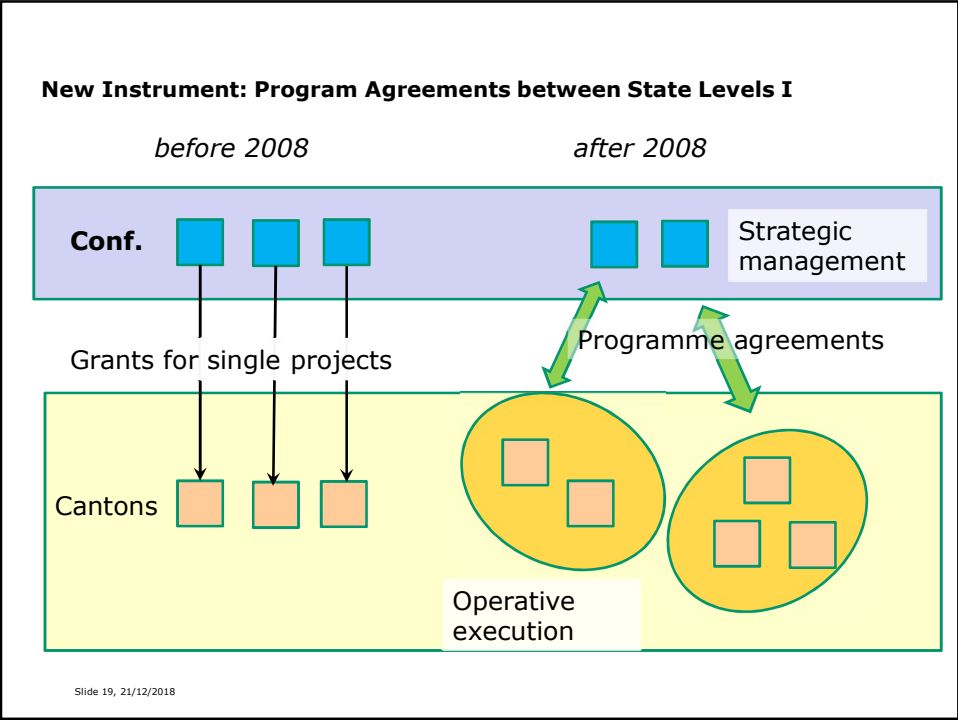 New Instrument: Program Agreements between State Levels I
before 2008
after 2008
Conf.
Strategic
management
Grants for single projects
Programme agreements
Cantons
Operative
execution
Slide 19, 21/12/2018